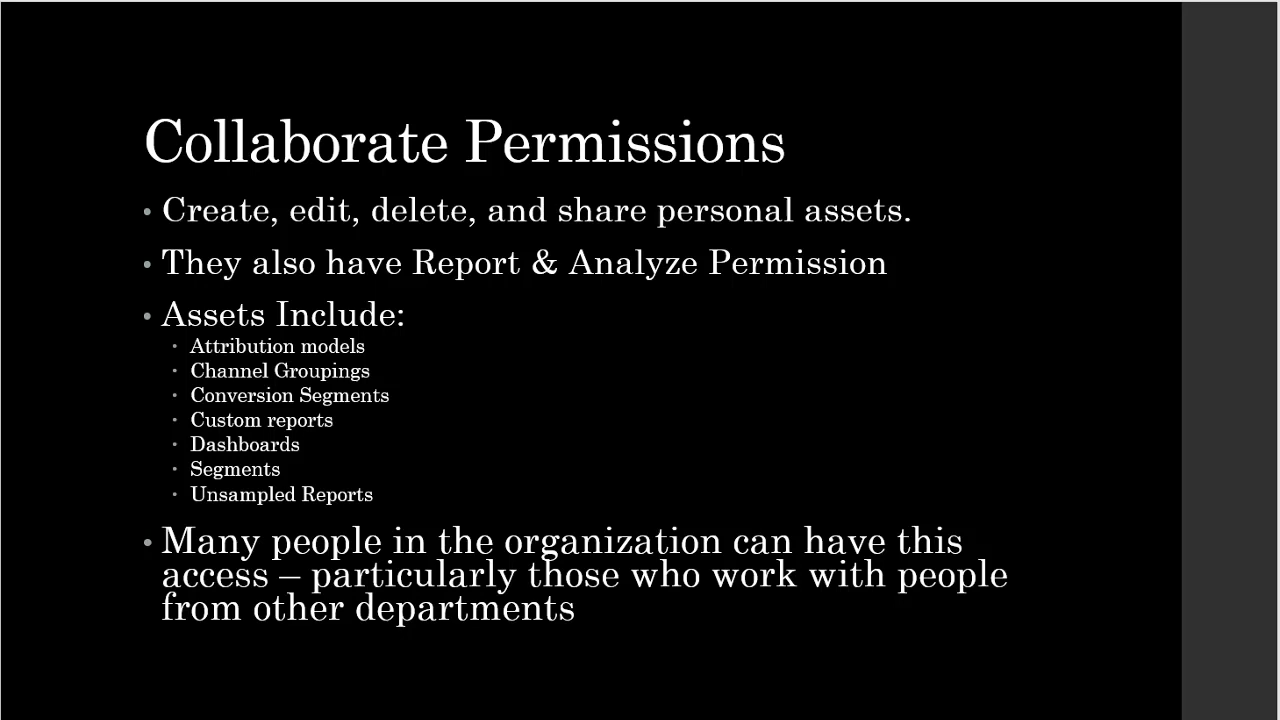 Collaborate Permissions
• Create, edit, delete, and share personal assets.
• They also have Report & Analyze Permission
• Assets Include:
• Attribution models
• Channel Groupings
• Conversion Segments
• Custom reports
• Dashboards
• Segments
• Unsampled Reports
• Many people in the organization can have this
access – particularly those who work with people
from other departments